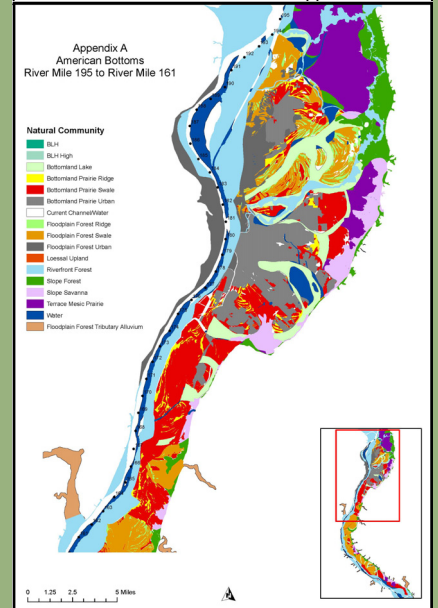 Appendix A
American Bottoms
River Mile 195 to River Mile 161
Natural Community
BLH
BLH High
Bottomland Lake
Bottomland Prairie Ridge
Bottomland Prairie Swale
Bottomland Prairie Urban
Current Channel/Water
Floodplain Forest Ridge
Floodplain Forest Swale
Floodplain Forest Urban
Loessal Upland
Riverfront Forest
Slope Forest
Slope Savanna
Terrace Mesic Prairie
Water
Floodplain Forest Tributary Alluvium
0 1.25 2.5 5 Miles